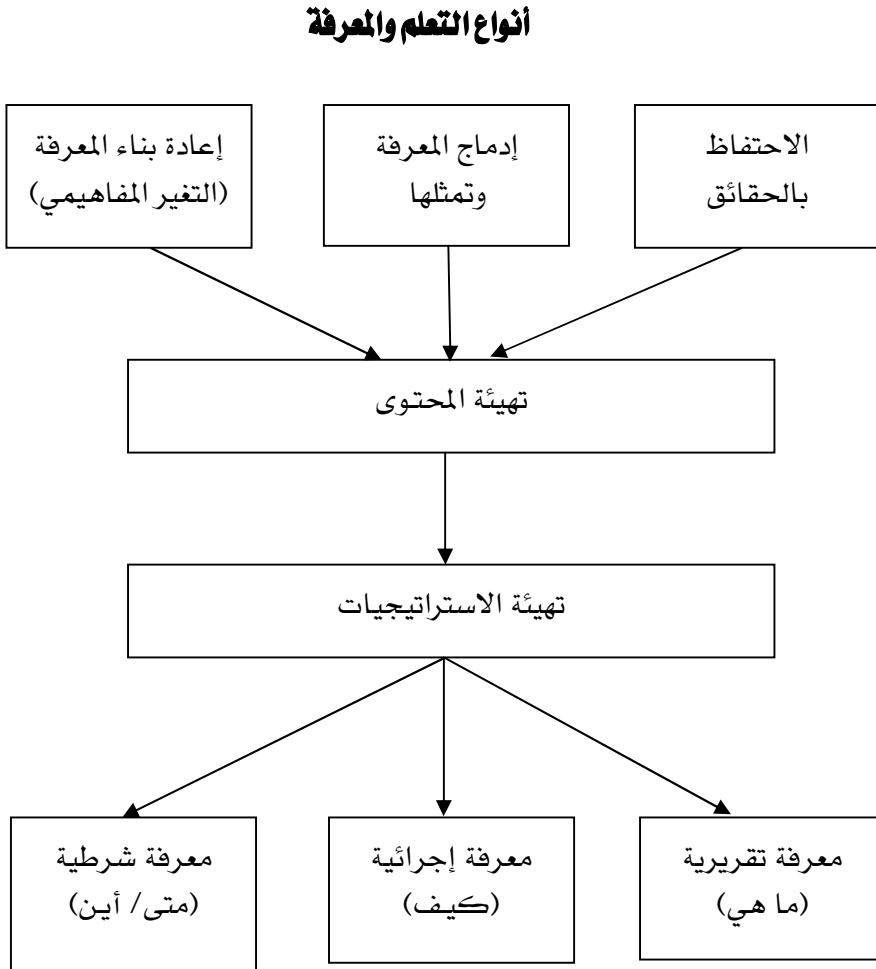 أنواع التعلم والمعرفة
الاحتفاظ
بالحقائق
إدماج المعرفة
وتمثلها
إعادة بناء المعرفة
(التغير المفاهيمي)
تهيئة المحتوى
تهيئة الاستراتيجيات
معرفة تقريرية
(ما هي)
معرفة إجرائية
(كيف)
معرفة شرطية
(متى/ أين)